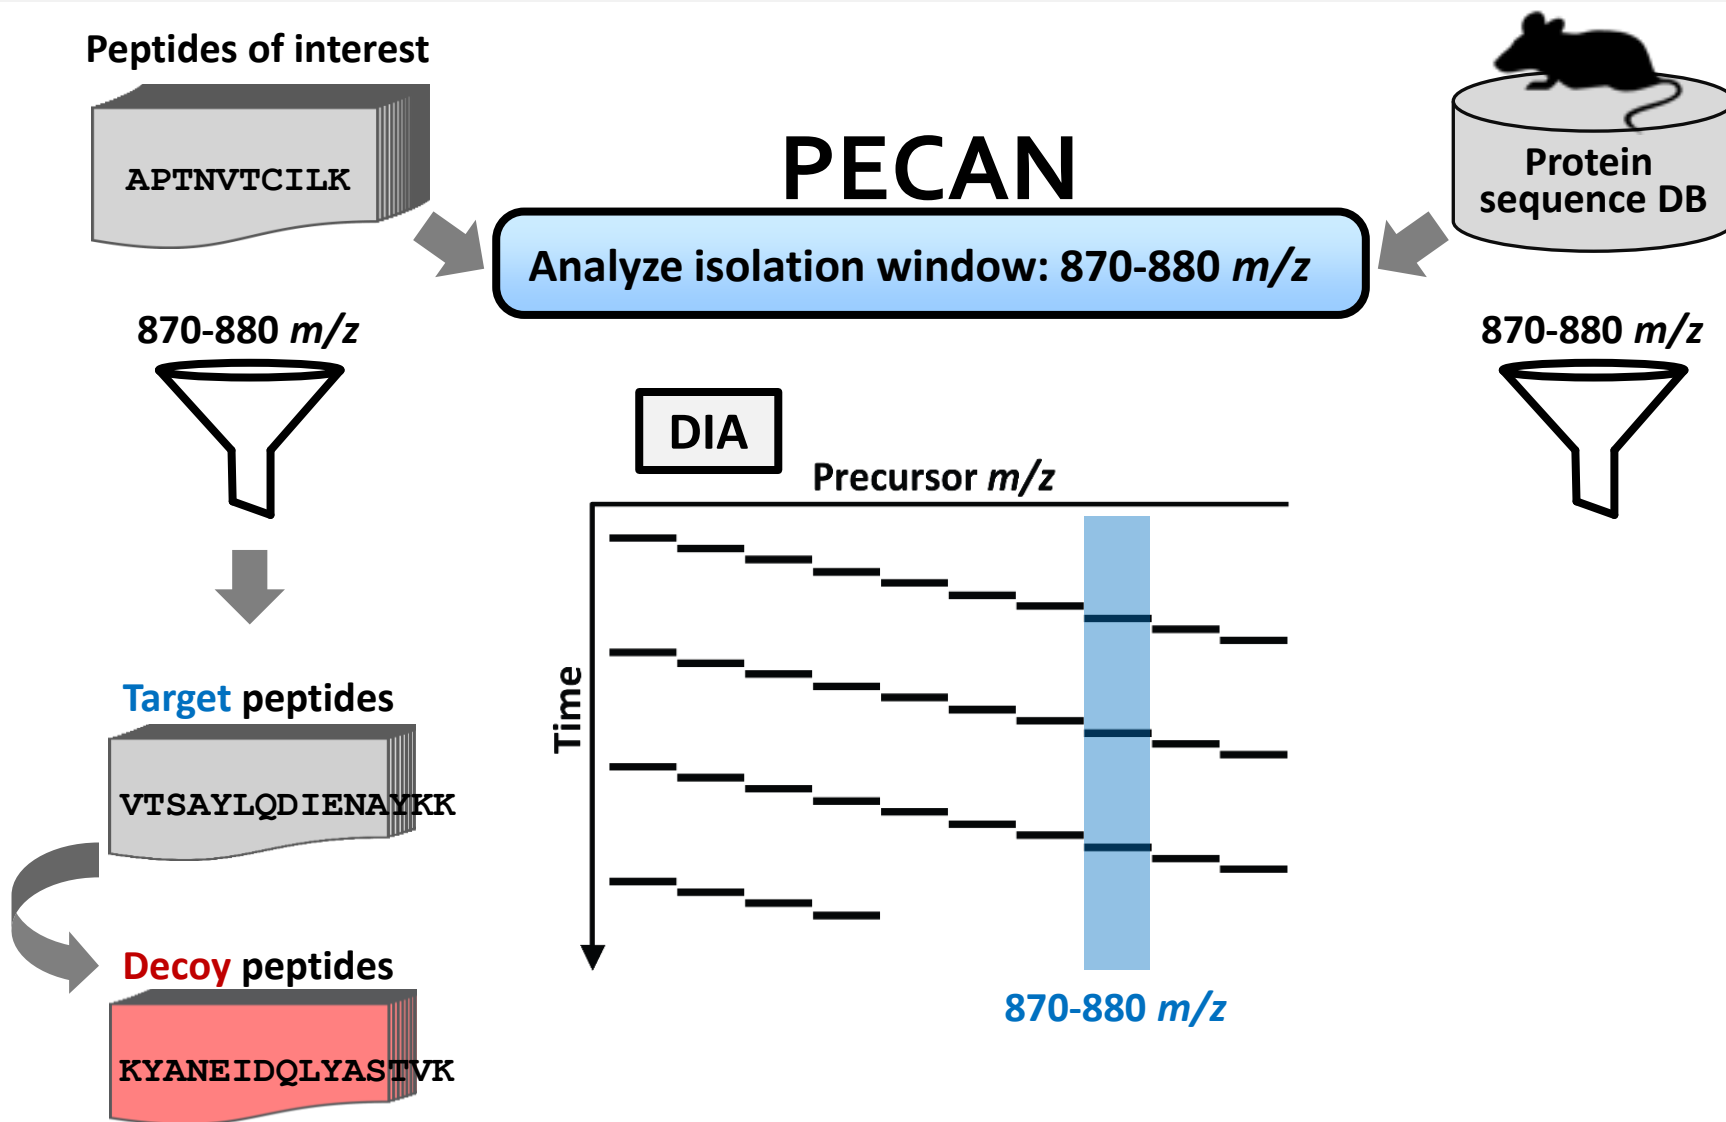 Peptides of interest
APTNVTCILK
PECAN
Analyze isolation window: 870-880 m/z
Protein
sequence DB
870-880 m/z
870-880 m/z
DIA
Precursor m/z
Time
Target peptides
VTSAYLQDIENAYKK
Decoy peptides
KYANEIDQLYASTVK
870-880 m/z